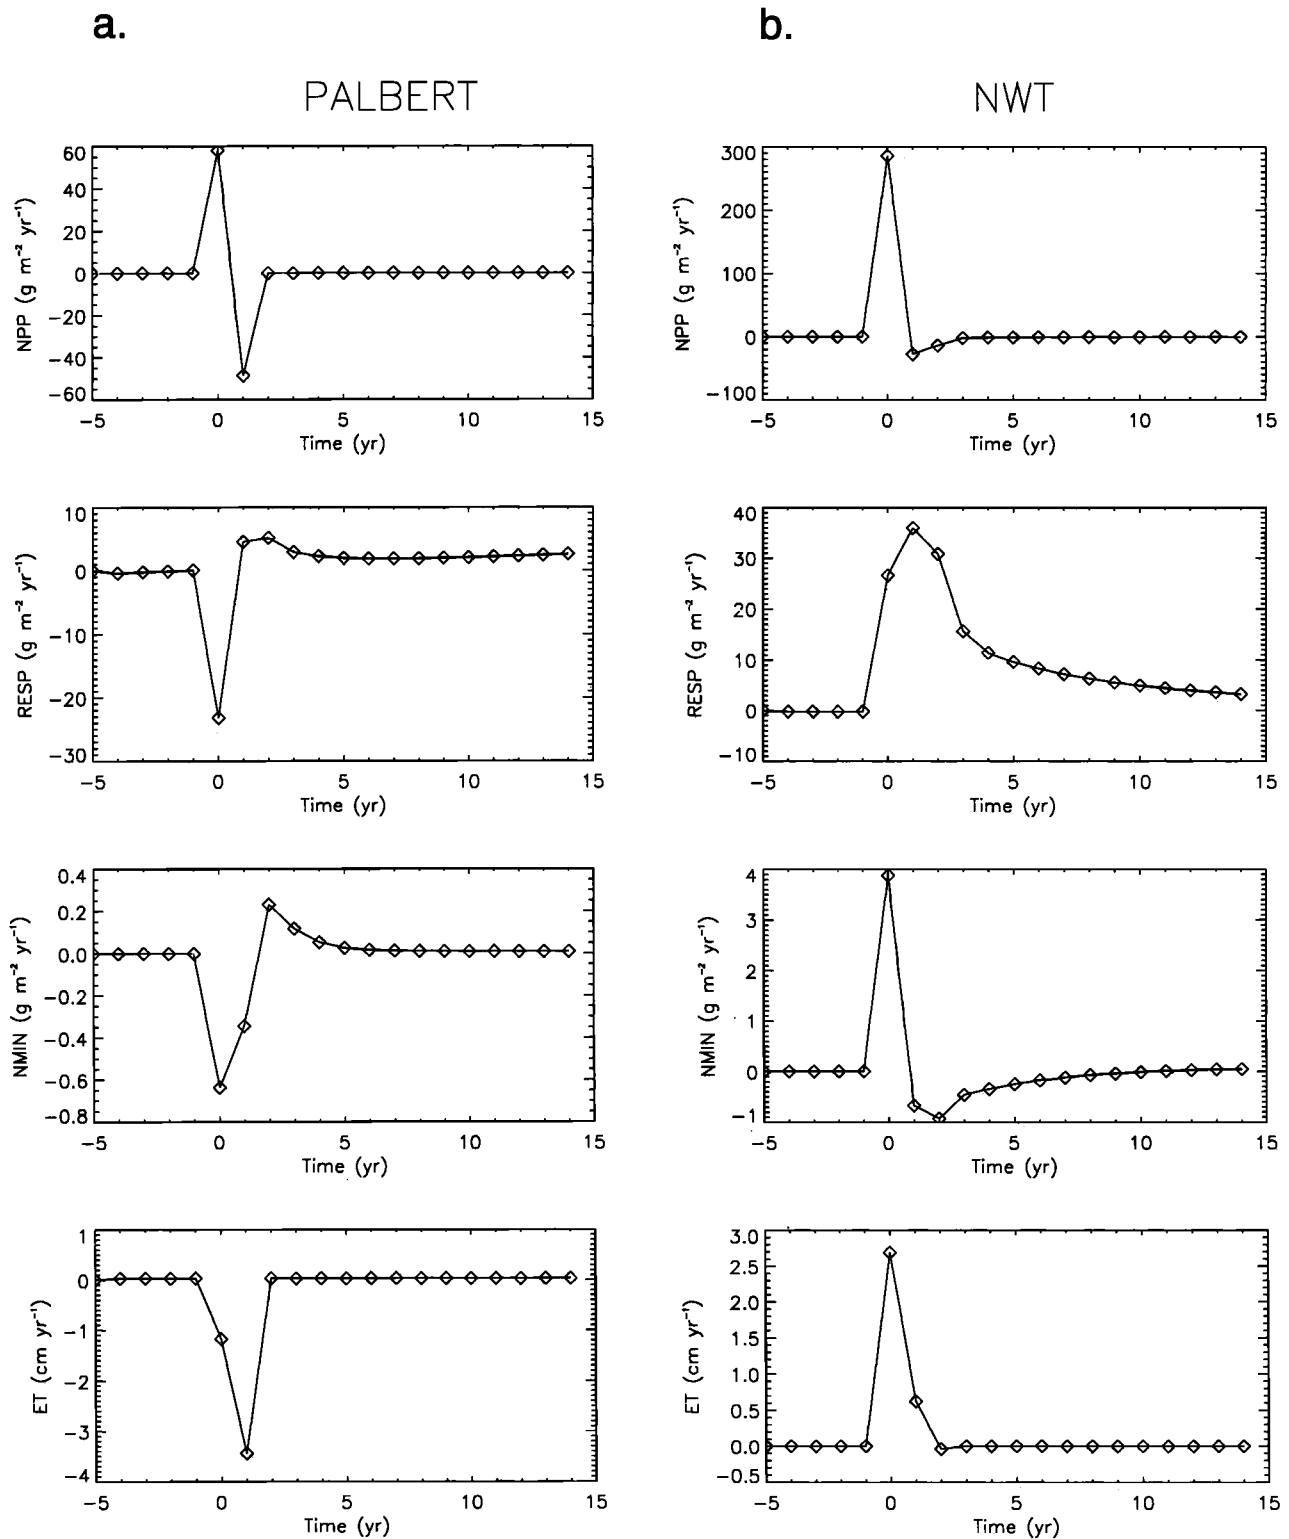 a.
PALBERT
60
40
20
0
−20
−40
−60
NPP (g m⁻² yr⁻¹)
−5 0 5 10 15
Time (yr)
10
0
−10
−20
−30
RESP (g m⁻² yr⁻¹)
−5 0 5 10 15
Time (yr)
0.4
0.2
0.0
−0.2
−0.4
−0.6
−0.8
NMIN (g m⁻² yr⁻¹)
−5 0 5 10 15
Time (yr)
1
0
−1
−2
−3
−4
ET (cm yr⁻¹)
−5 0 5 10 15
Time (yr)
b.
NWT
300
200
100
0
−100
NPP (g m⁻² yr⁻¹)
−5 0 5 10 15
Time (yr)
40
30
20
10
0
−10
RESP (g m⁻² yr⁻¹)
−5 0 5 10 15
Time (yr)
4
3
2
1
0
−1
NMIN (g m⁻² yr⁻¹)
−5 0 5 10 15
Time (yr)
3.0
2.5
2.0
1.5
1.0
0.5
0.0
−0.5
ET (cm yr⁻¹)
−5 0 5 10 15
Time (yr)